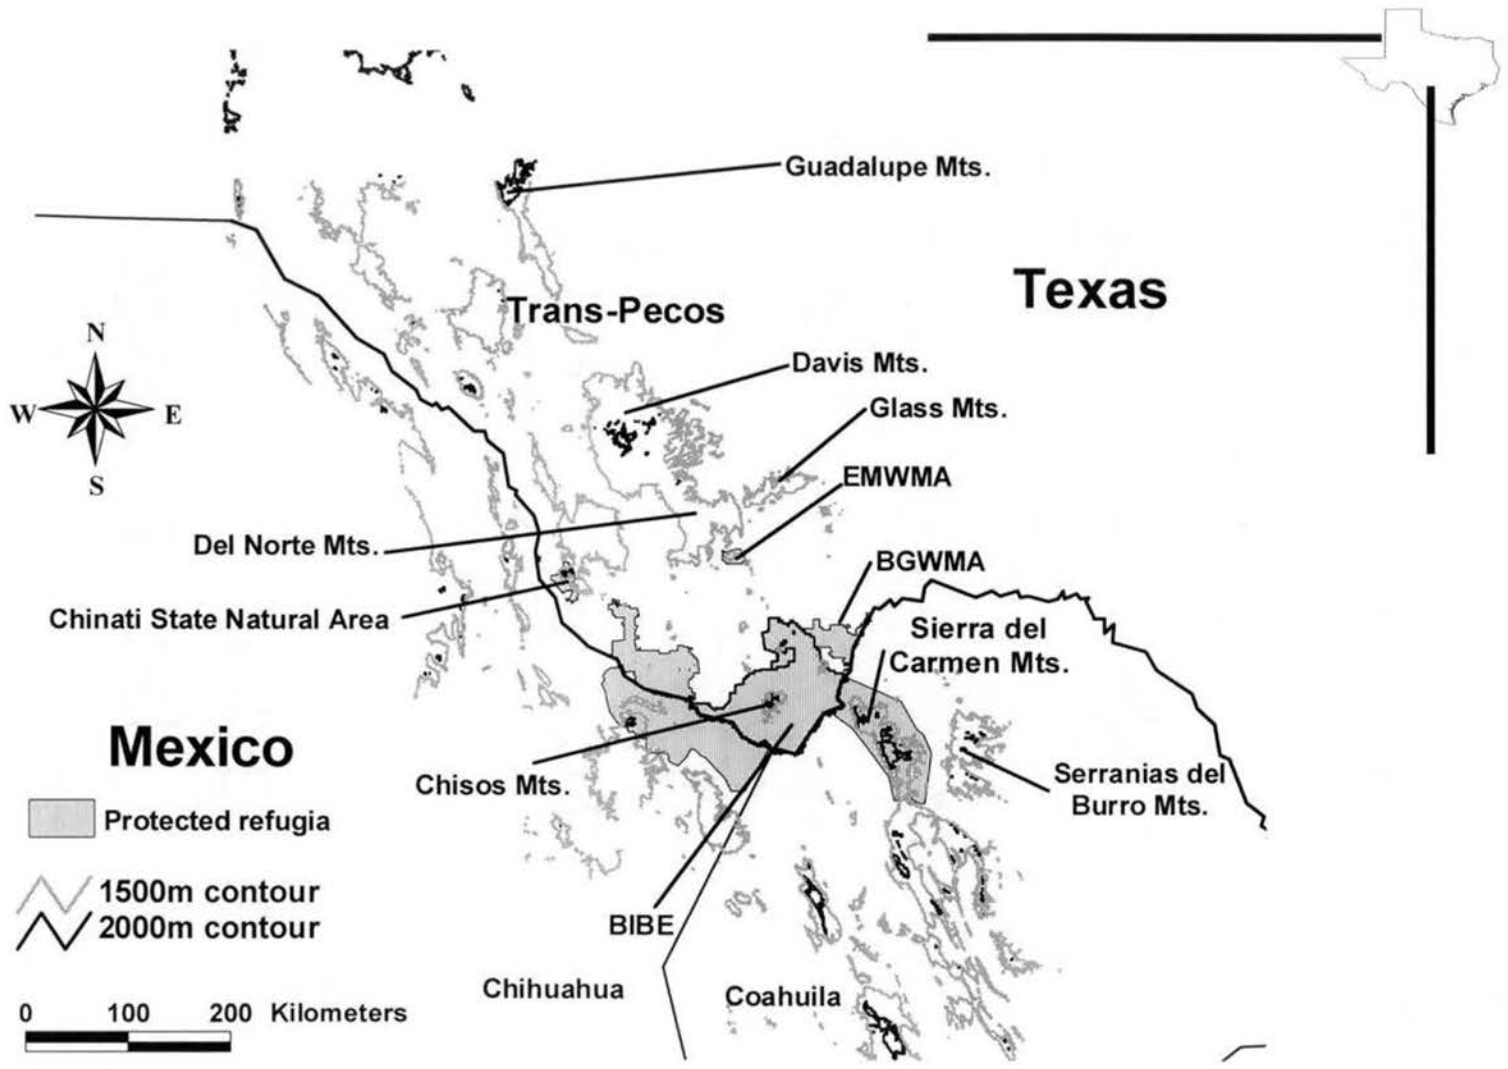 Guadalupe Mts.
Texas
Trans-Pecos
N
W
E
S
Davis Mts.
Glass Mts.
EMWMA
Del Norte Mts.
BGWMA
Chinati State Natural Area
Sierra del
Carmen Mts.
Mexico
Chisos Mts.
Serranias del
Burro Mts.
Protected refugia
1500m contour
2000m contour
BIBE
Chihuahua
Coahuila
0 100 200 Kilometers